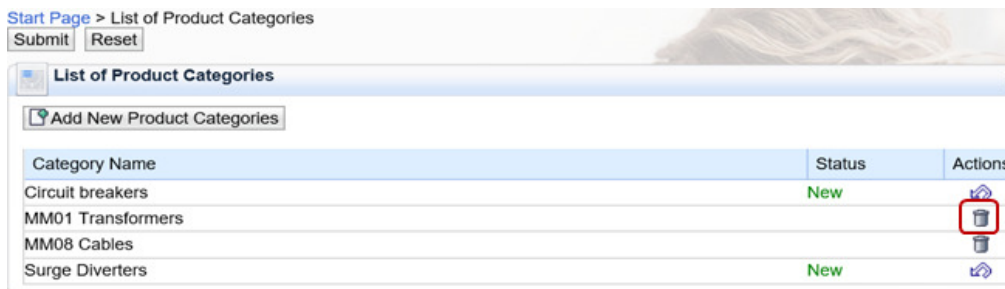 Start Page > List of Product Categories
Submit Reset
List of Product Categories
Add New Product Categories
Category Name Status Actions
Circuit breakers New
MM01 Transformers
MM08 Cables
Surge Diverters New